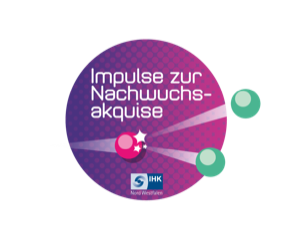 Impulse zur
Nachwuchs-
akquise
IHK
Nord Westfalen